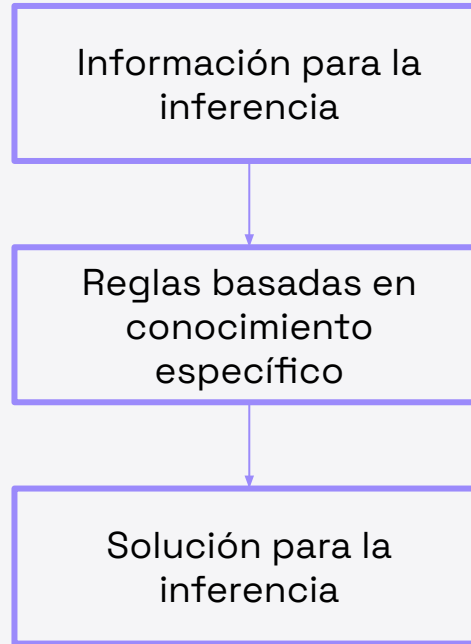 Información para la
inferencia
Reglas basadas en
conocimiento
específico
Solución para la
inferencia